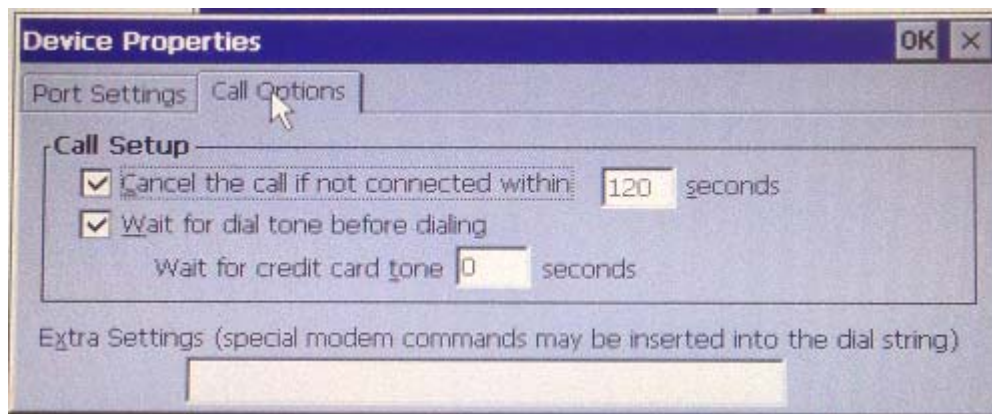 Device Properties OK ×
Port Settings Call Options
Call Setup
Cancel the call if not connected within 120 seconds
Wait for dial tone before dialing
Wait for credit card tone 0 seconds
Extra Settings (special modem commands may be inserted into the dial string)